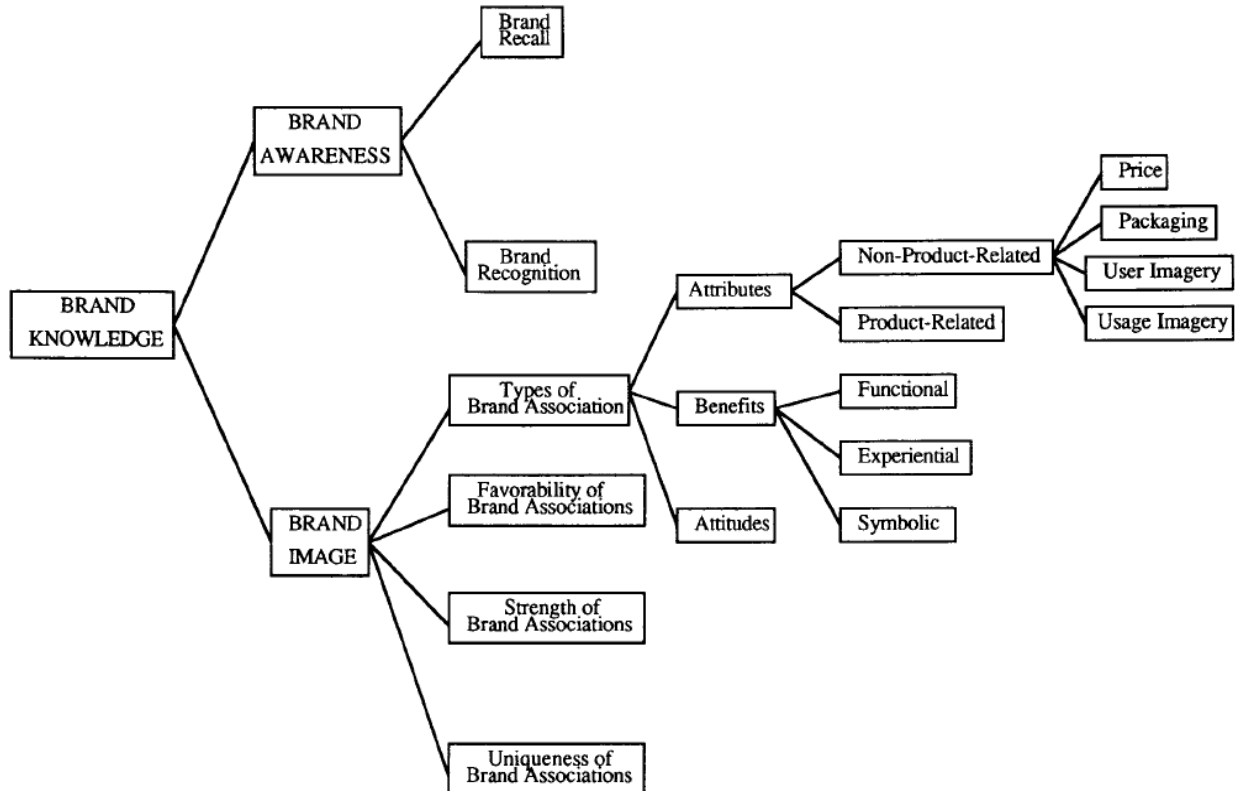 Brand
Recall
BRAND
AWARENESS
Brand
Recognition
BRAND
KNOWLEDGE
Types of
Brand Association
Favorability of
Brand Associations
BRAND
IMAGE
Strength of
Brand Associations
Uniqueness of
Brand Associations
Attributes
Benefits
Attitudes
Non-Product-Related
Product-Related
Functional
Experiential
Symbolic
Price
Packaging
User Imagery
Usage Imagery